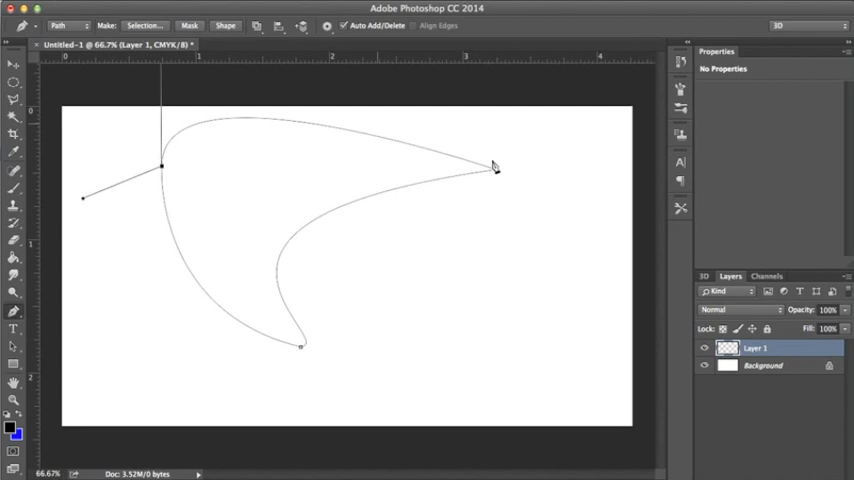 Adobe Photoshop CC 2014
Path Make: Selection... Mask Shape Auto Add/Delete Align Edges 3D
Untitled-1 @ 66.7% (Layer 1, CMYK/8) *
0 1 2 3 4
0
1
2
Properties
No Properties
A
3D Layers Channels
Kind T
Normal Opacity: 100%
Lock: Fill: 100%
Layer 1
Background
T
66.67% Doc: 3.52M/0 bytes